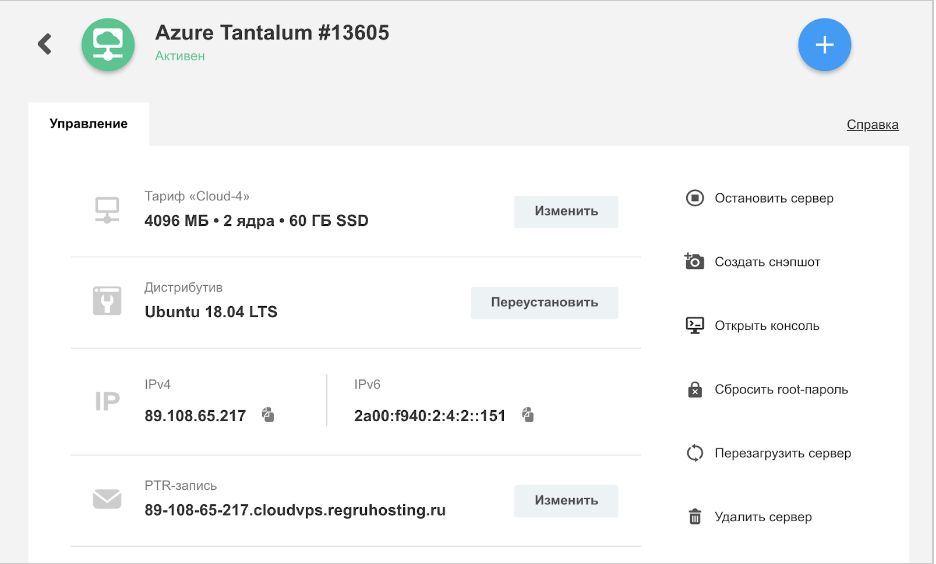 Azure Tantalum #13605
Активен
Управление
Справка
Тариф «Cloud-4»
4096 МБ • 2 ядра • 60 ГБ SSD
Изменить
Дистрибутив
Ubuntu 18.04 LTS
Переустановить
IP
IPv4
89.108.65.217
IPv6
2a00:f940:2:4:2::151
PTR-запись
89-108-65-217.cloudvps.regruhosting.ru
Изменить
Остановить сервер
Создать снэпшот
Открыть консоль
Сбросить root-пароль
Перезагрузить сервер
Удалить сервер